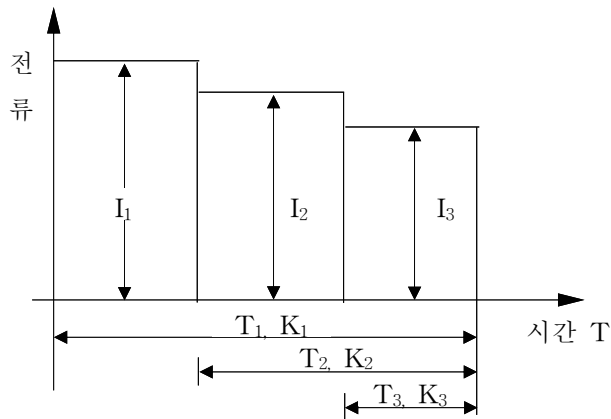 전
류
I₁
I₂
I₃
T₁, K₁
시간 T
T₂, K₂
T₃, K₃